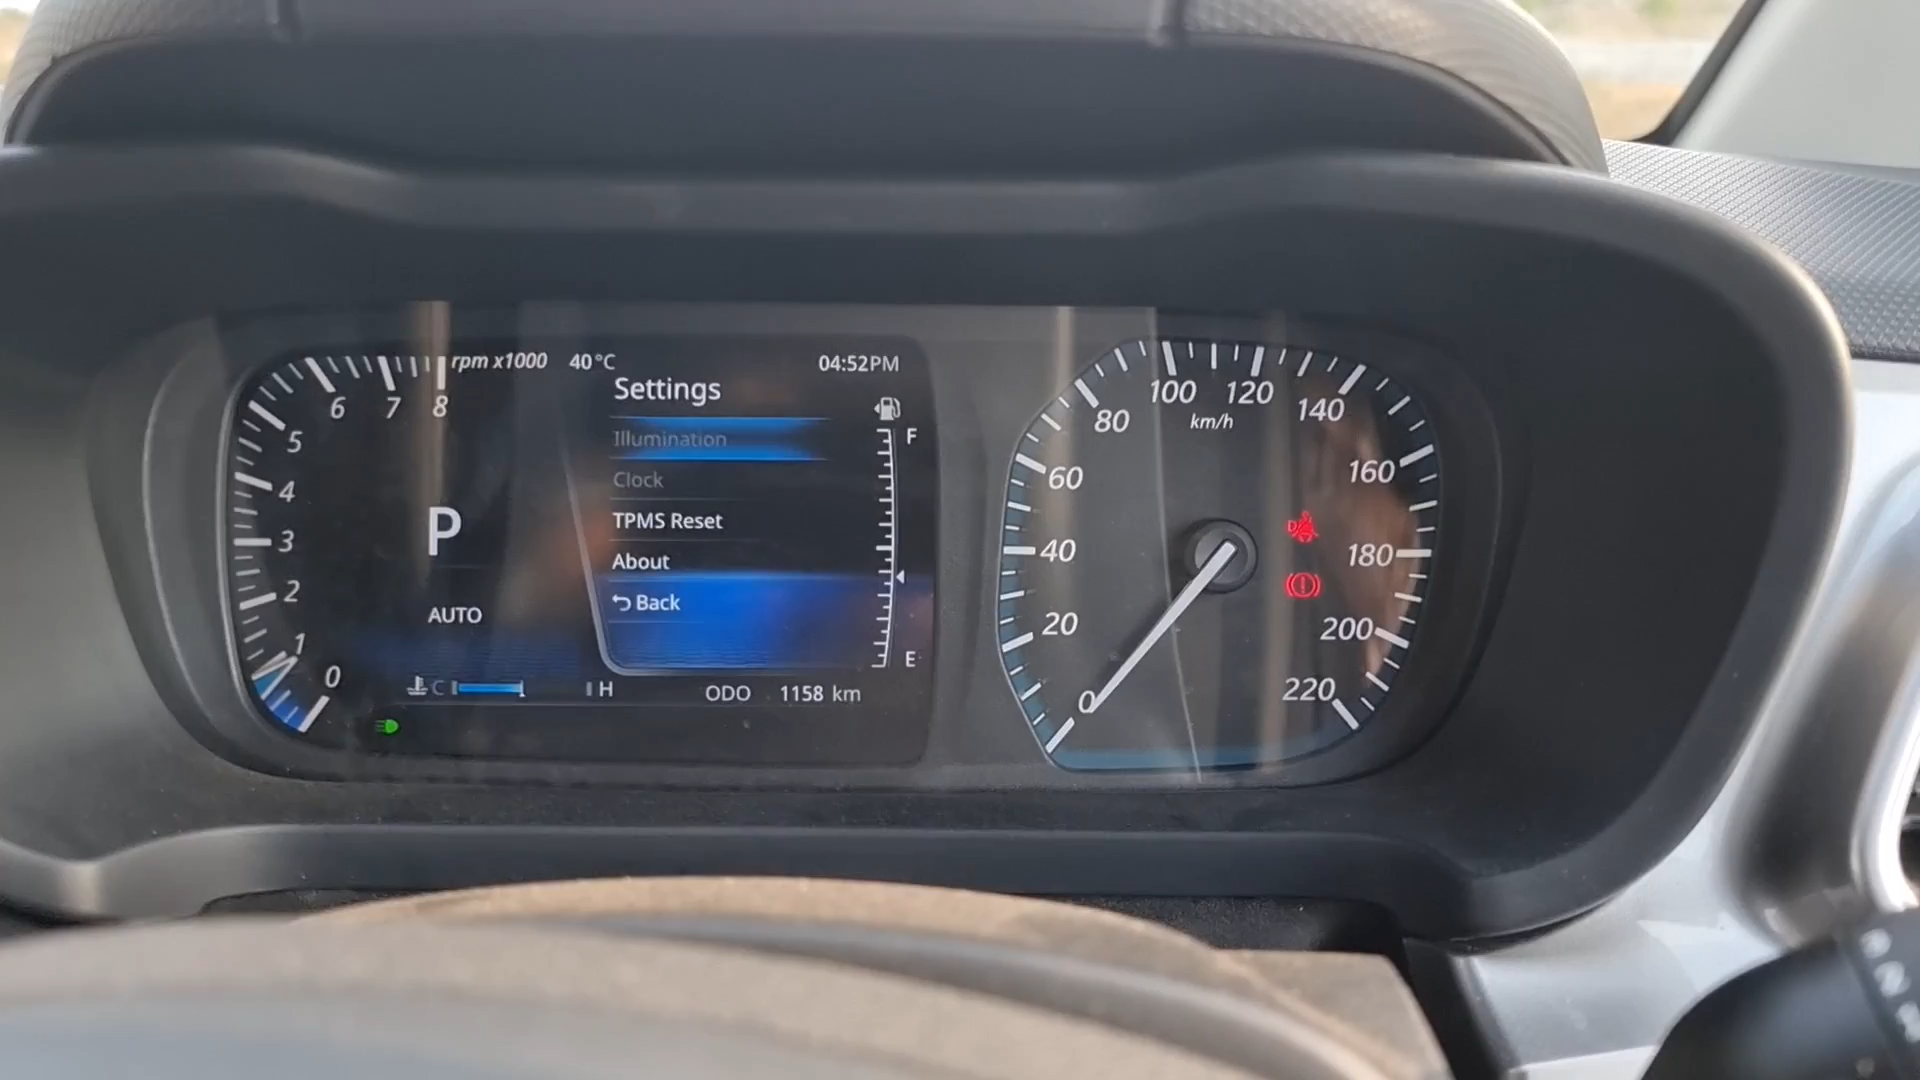 rpm x1000 40°C 04:52PM
Settings
Illumination
Clock
TPMS Reset
About
Back
P
AUTO
8
7
6
5
4
3
2
1
0
F
E
C H
ODO 1158 km
0
20
40
60
80
100
120
140
160
180
200
220
km/h
D